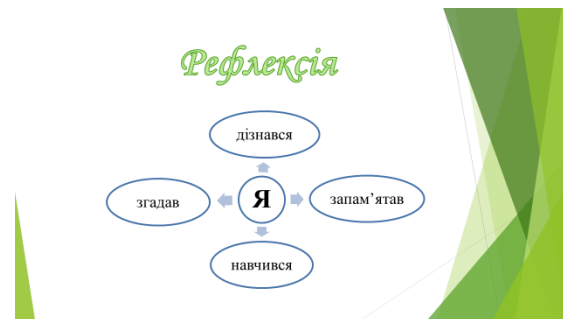 Рефлексія
дізнався
згадав
Я
запам’ятав
навчився